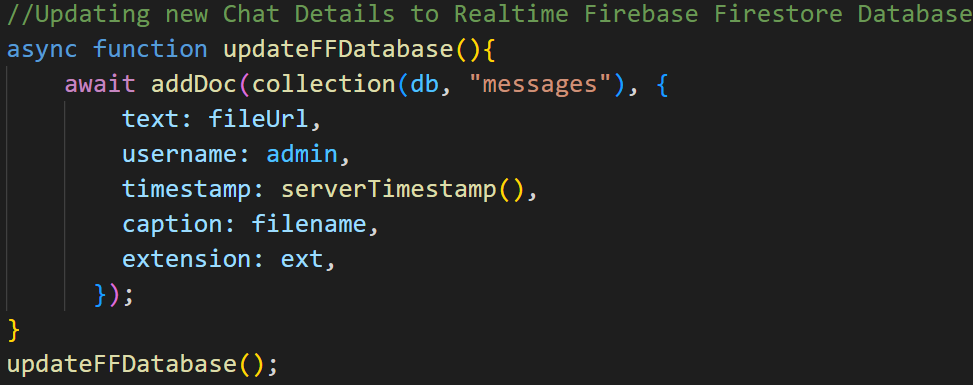 //Updating new Chat Details to Realtime Firebase Firestore Database
async function updateFFDatabase(){
await addDoc(collection(db, "messages"), {
text: fileUrl,
username: admin,
timestamp: serverTimestamp(),
caption: filename,
extension: ext,
});
}
updateFFDatabase();